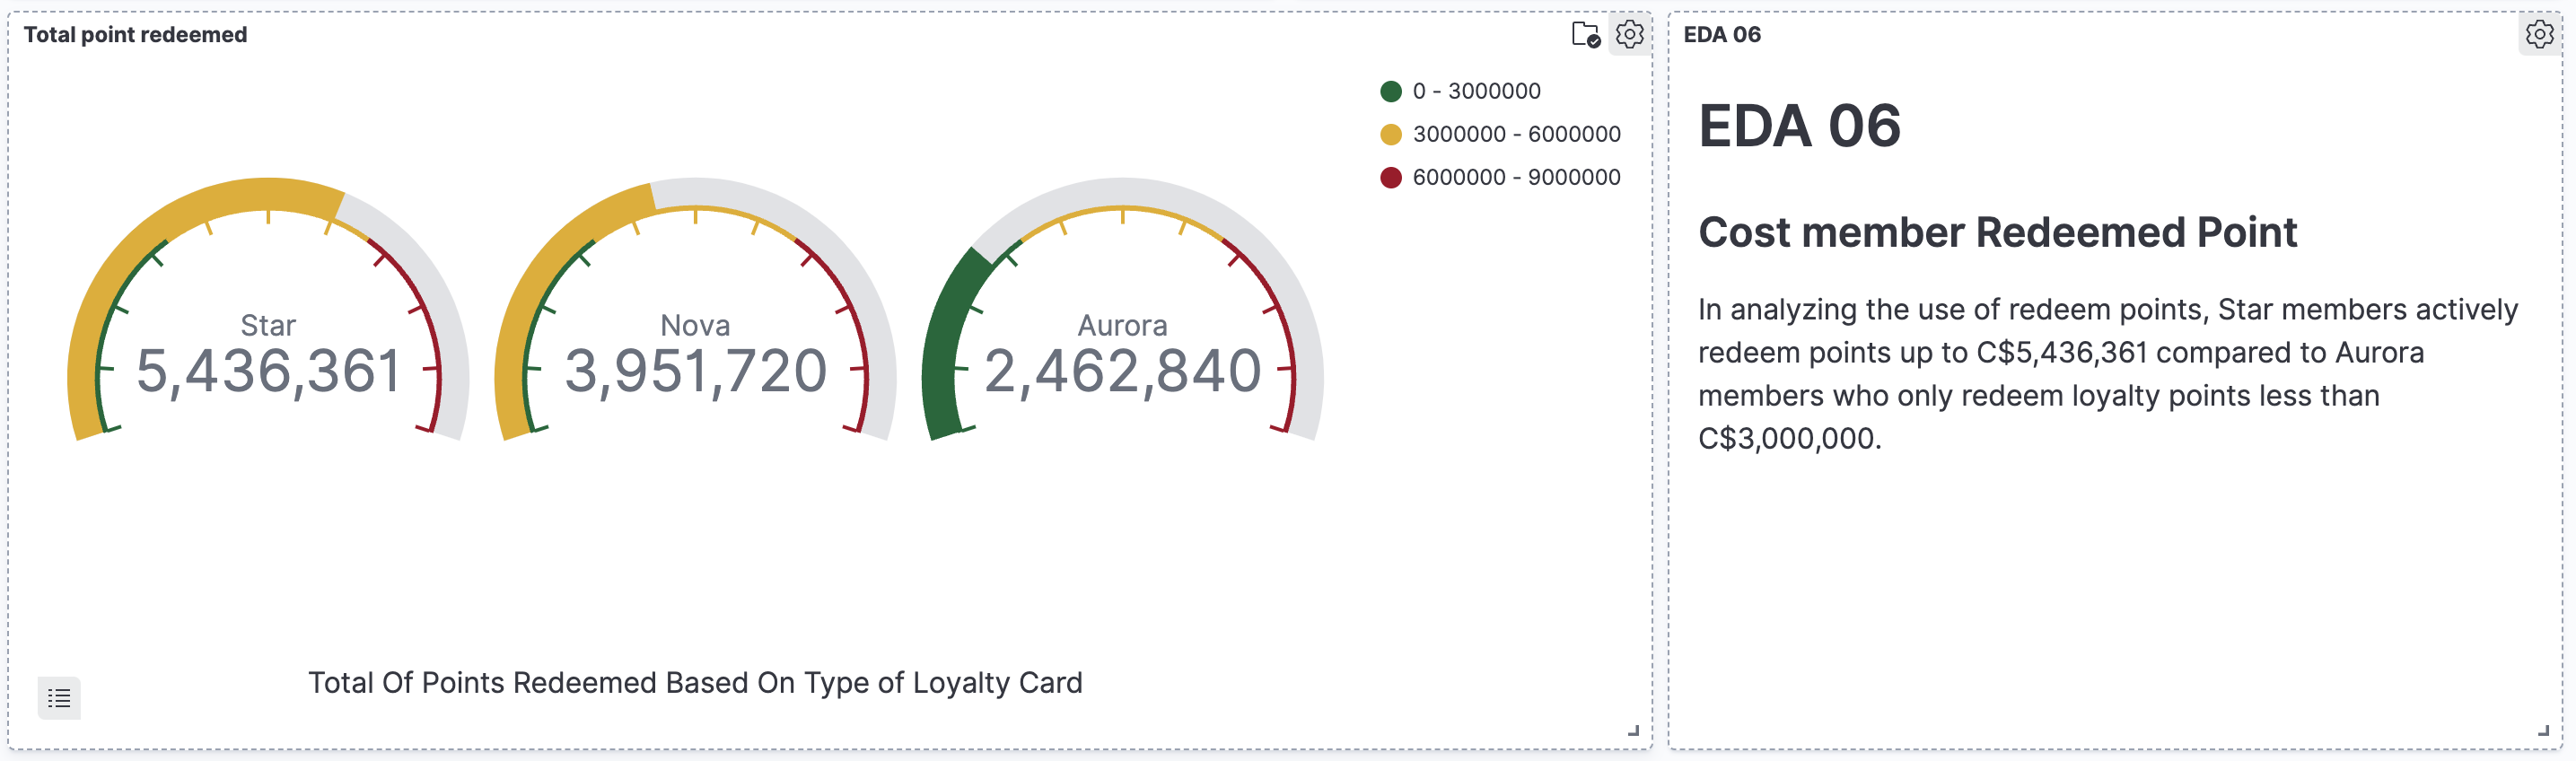 Total point redeemed
0 - 3000000
3000000 - 6000000
6000000 - 9000000
Star
5,436,361
Nova
3,951,720
Aurora
2,462,840
Total Of Points Redeemed Based On Type of Loyalty Card
EDA 06
EDA 06
Cost member Redeemed Point
In analyzing the use of redeem points, Star members actively
redeem points up to C$5,436,361 compared to Aurora
members who only redeem loyalty points less than
C$3,000,000.